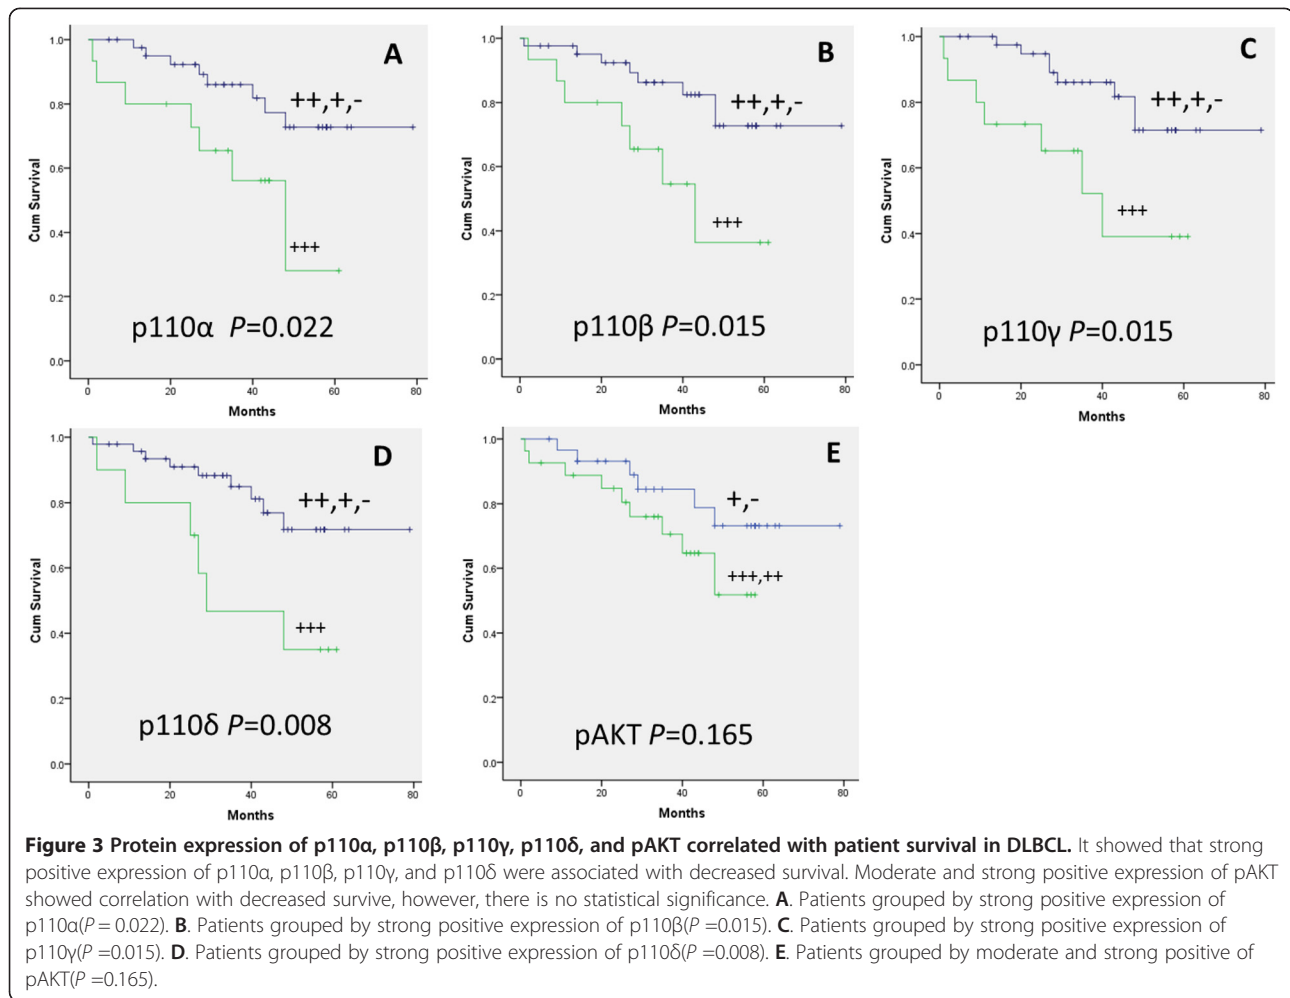 A
1.0
0.8
0.6
0.4
0.2
0.0
Cum Survival
++,+,-
+++
p110α P=0.022
0 20 40 60 80
Months
B
1.0
0.8
0.6
0.4
0.2
0.0
Cum Survival
++,+,-
+++
p110β P=0.015
0 20 40 60 80
Months
C
1.0
0.8
0.6
0.4
0.2
0.0
Cum Survival
++,+,-
+++
p110γ P=0.015
0 20 40 60 80
Months
D
1.0
0.8
0.6
0.4
0.2
0.0
Cum Survival
++,+,-
+++
p110δ P=0.008
0 20 40 60 80
Months
E
1.0
0.8
0.6
0.4
0.2
0.0
Cum Survival
+,-
+++,++
pAKT P=0.165
0 20 40 60 80
Months
Figure 3 Protein expression of p110α, p110β, p110γ, p110δ, and pAKT correlated with patient survival in DLBCL. It showed that strong
positive expression of p110α, p110β, p110γ, and p110δ were associated with decreased survival. Moderate and strong positive expression of pAKT
showed correlation with decreased survive, however, there is no statistical significance. A. Patients grouped by strong positive expression of
p110α(P = 0.022). B. Patients grouped by strong positive expression of p110β(P =0.015). C. Patients grouped by strong positive expression of
p110γ(P =0.015). D. Patients grouped by strong positive expression of p110δ(P =0.008). E. Patients grouped by moderate and strong positive of
pAKT(P =0.165).